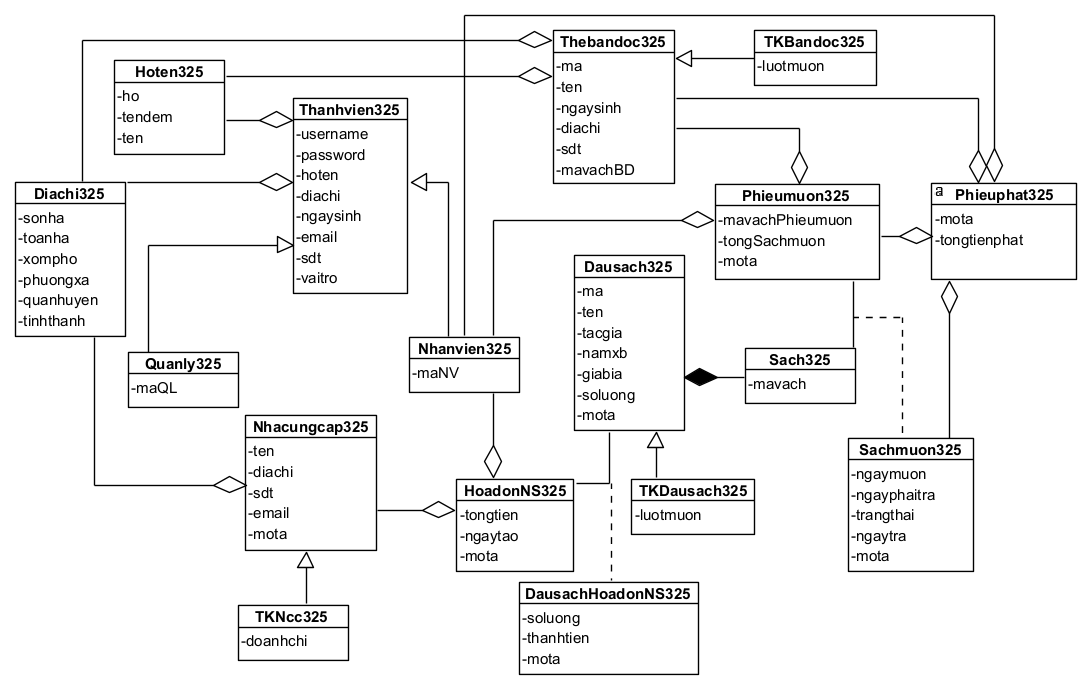 Thebandoc325
-ma
-ten
-ngaysinh
-diachi
-sdt
-mavachBD
TKBandoc325
-luotmuon
Hoten325
-ho
-tendem
-ten
Thanhvien325
-username
-password
-hoten
-diachi
-ngaysinh
-email
-sdt
-vaitro
Diachi325
-sonha
-toanha
-xompho
-phuongxa
-quanhuyen
-tinhthanh
Phieumuon325
-mavachPhieumuon
-tongSachmuon
-mota
a
Phieuphat325
-mota
-tongtienphat
Dausach325
-ma
-ten
-tacgia
-namxb
-giabia
-soluong
-mota
Quanly325
-maQL
Nhanvien325
-maNV
Sach325
-mavach
Nhacungcap325
-ten
-diachi
-sdt
-email
-mota
HoadonNS325
-tongtien
-ngaytao
-mota
TKDausach325
-luotmuon
Sachmuon325
-ngaymuon
-ngayphaitra
-trangthai
-ngaytra
-mota
TKNcc325
-doanhchi
DausachHoadonNS325
-soluong
-thanhtien
-mota